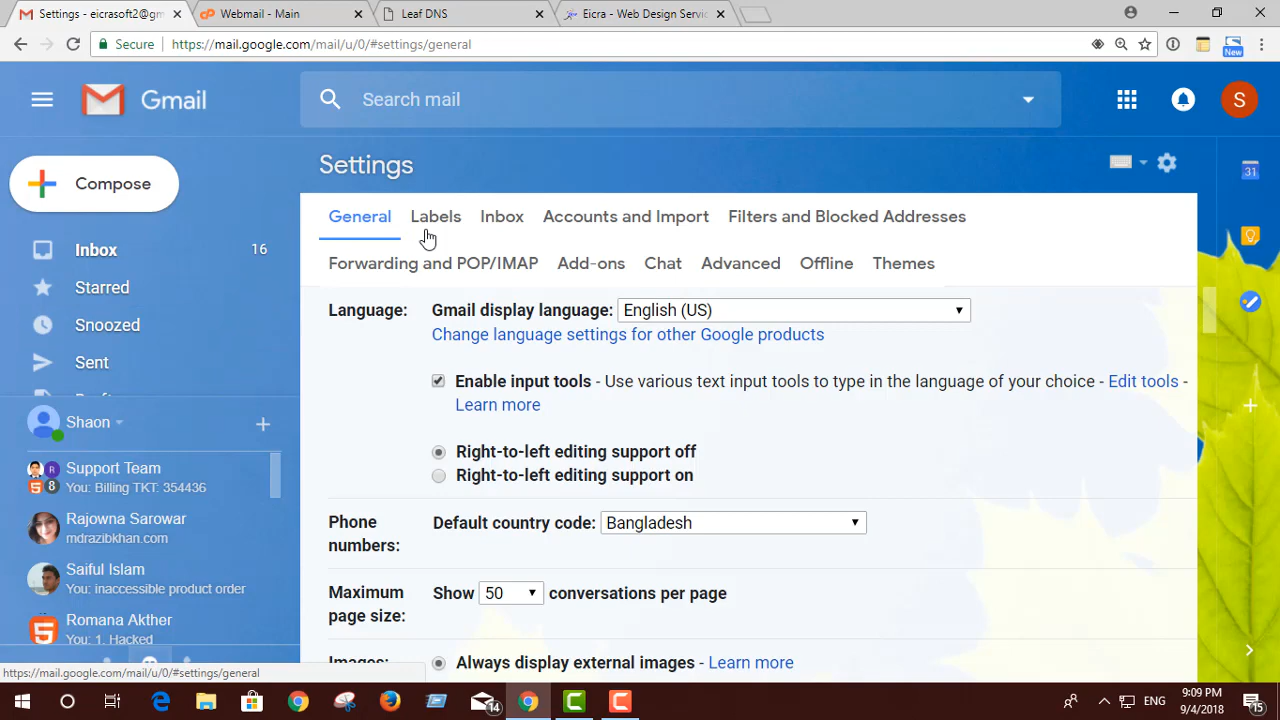 Settings - eicrasoft2@gm
Webmail - Main
Leaf DNS
Eicra - Web Design Servic
Secure
https://mail.google.com/mail/u/0/#settings/general
New
Gmail
Search mail
S
Compose
Settings
31
General Labels Inbox Accounts and Import Filters and Blocked Addresses
Forwarding and POP/IMAP Add-ons Chat Advanced Offline Themes
Inbox 16
Starred
Snoozed
Sent
Shaon
Support Team
You: Billing TKT: 354436
R
8
Rajowna Sarowar
mdrazibkhan.com
Saiful Islam
You: inaccessible product order
Romana Akther
You: 1. Hacked
Language: Gmail display language: English (US)
Change language settings for other Google products
Enable input tools - Use various text input tools to type in the language of your choice - Edit tools -
Learn more
Right-to-left editing support off
Right-to-left editing support on
Phone
numbers:
Default country code: Bangladesh
Maximum
page size:
Show 50 conversations per page
Images: Always display external images - Learn more
https://mail.google.com/mail/u/0/#settings/general
14
ENG
9:09 PM
9/4/2018
15